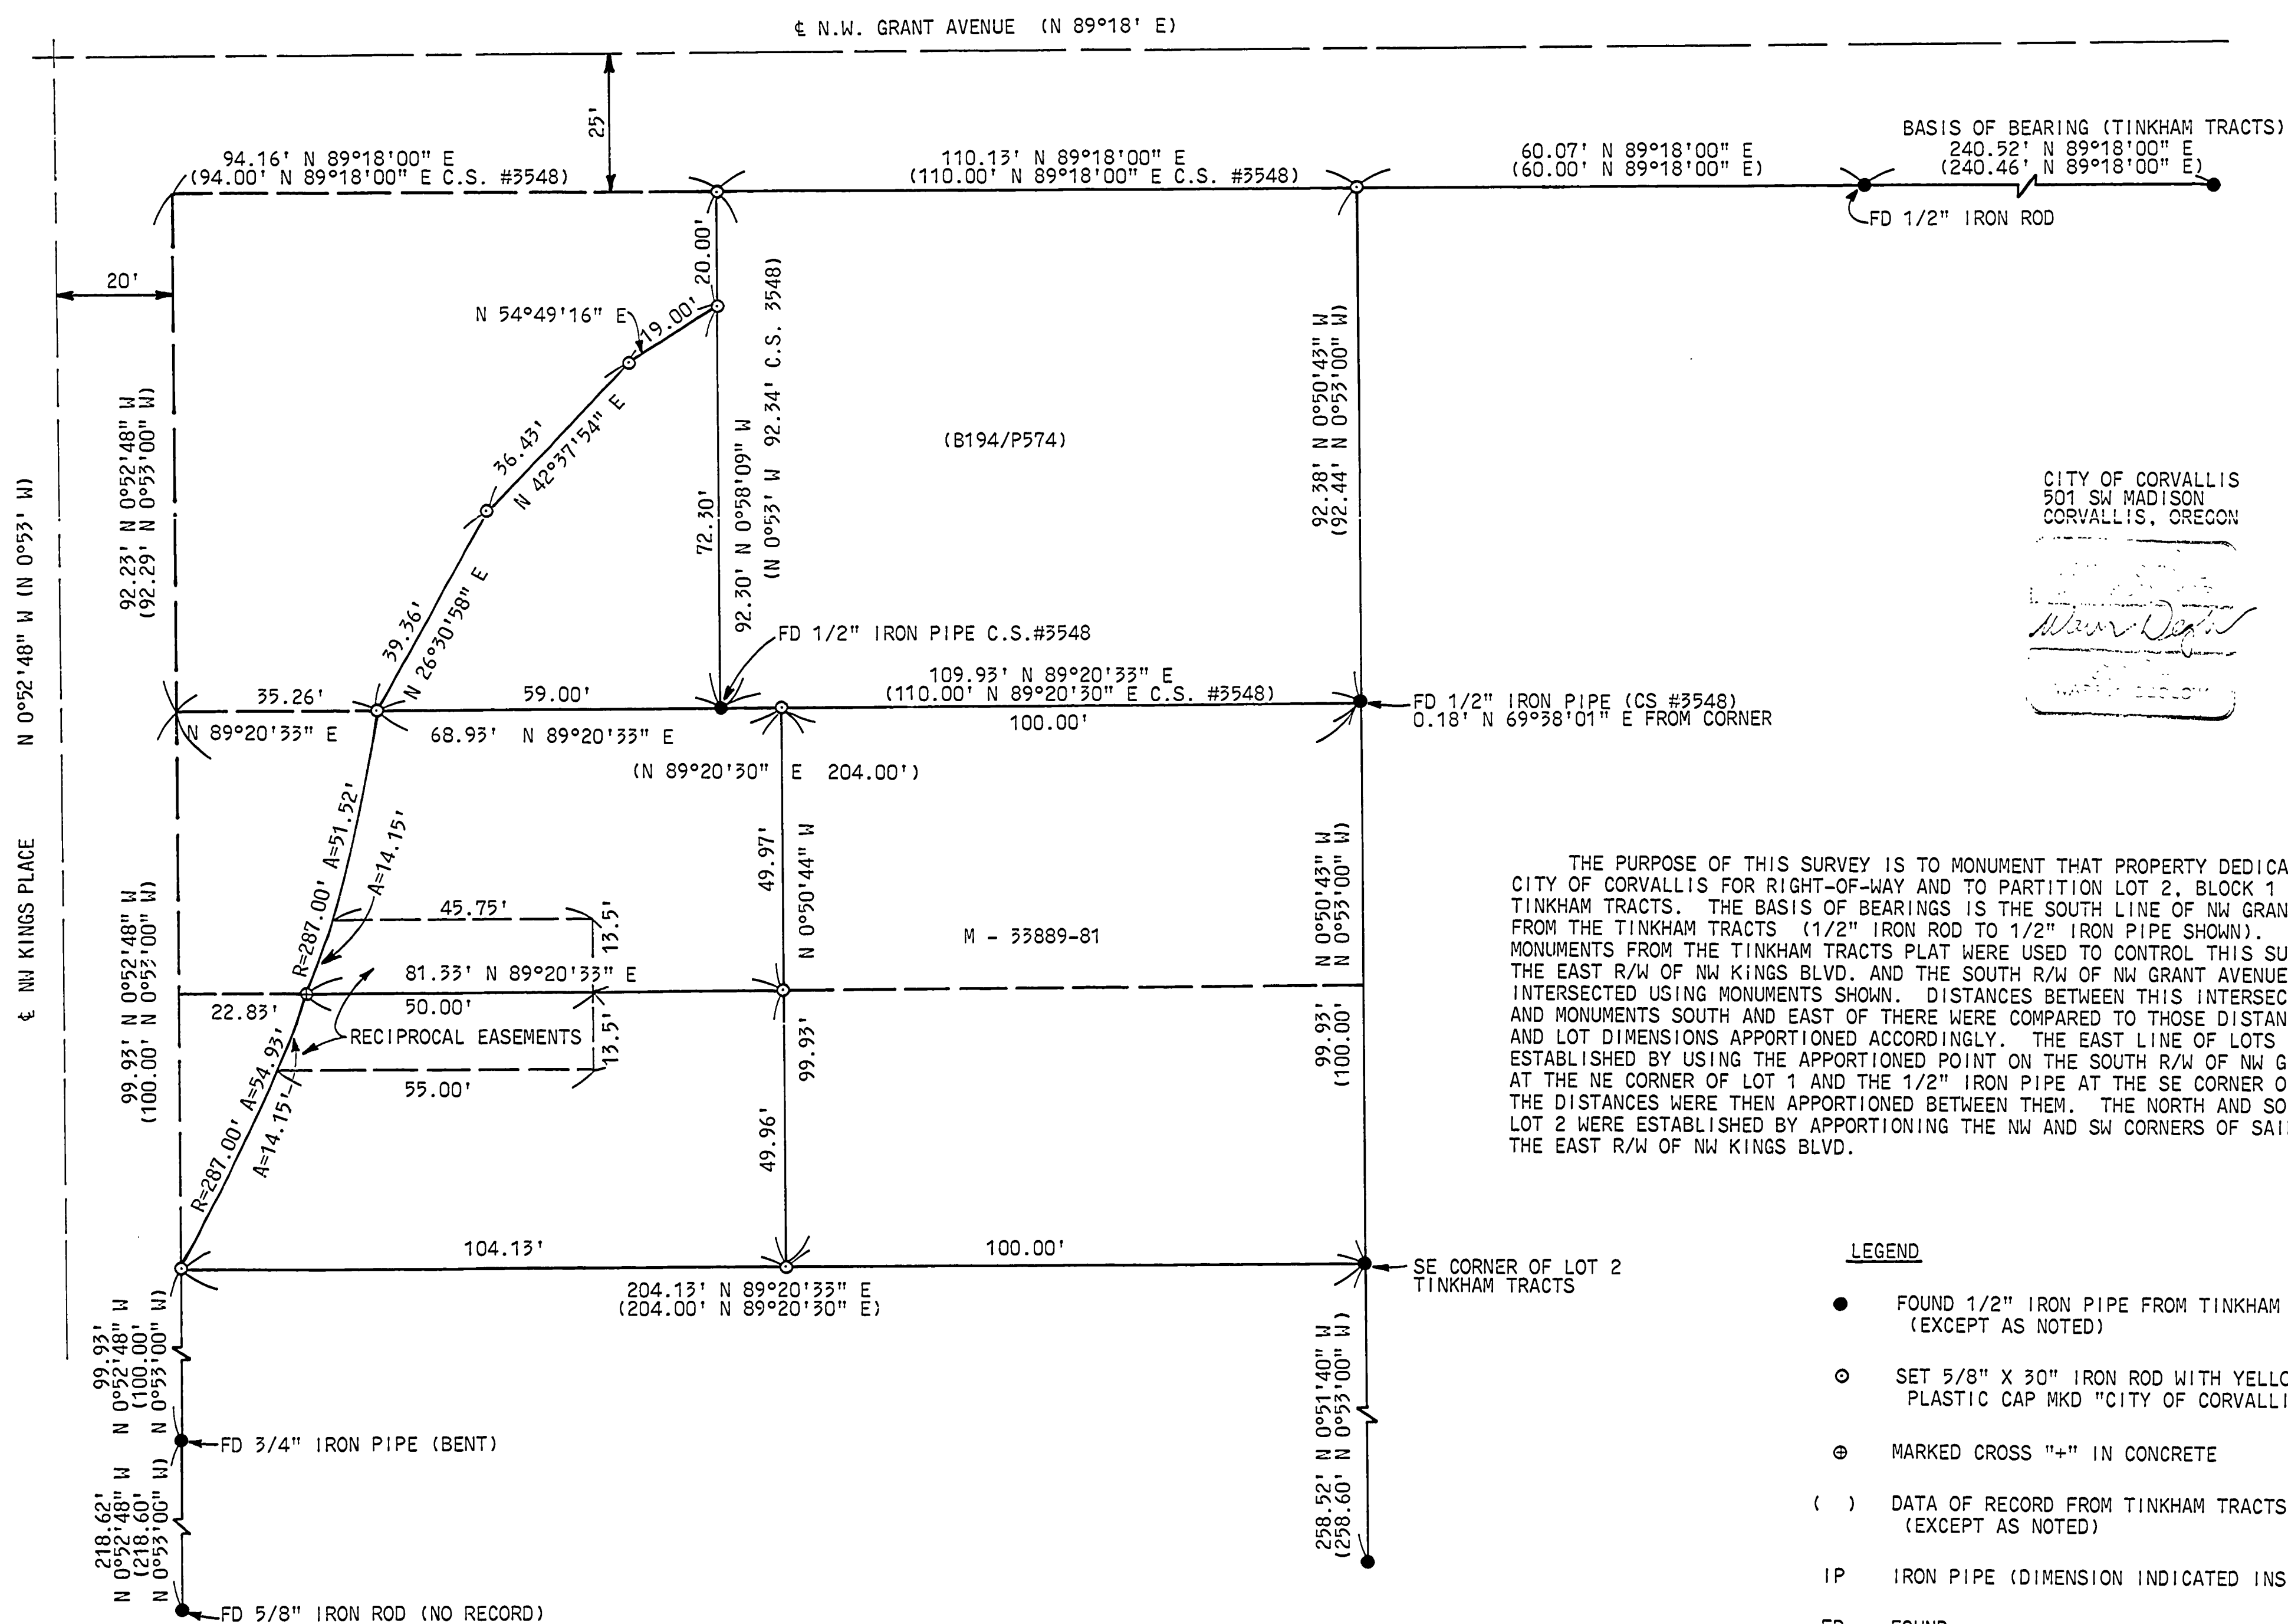 ℄ N.W. GRANT AVENUE (N 89°18' E)
25'
BASIS OF BEARING (TINKHAM TRACTS)
94.16' N 89°18'00" E
(94.00' N 89°18'00" E C.S. #3548)
110.13' N 89°18'00" E
(110.00' N 89°18'00" E C.S. #3548)
60.07' N 89°18'00" E
(60.00' N 89°18'00" E)
240.52' N 89°18'00" E
(240.46' N 89°18'00" E)
FD 1/2" IRON ROD
20'
20.00'
N 54°49'16" E
19.00'
36.43'
N 42°37'54" E
39.36'
N 26°30'58" E
72.30'
92.30' N 0°58'09" W
(N 0°53' W 92.34' C.S. 3548)
(B194/P574)
92.38' N 0°50'43" W
(92.44' N 0°53'00" W)
92.23' N 0°52'48" W
(92.29' N 0°53'00" W)
℄ NW KINGS PLACE N 0°52'48" W (N 0°53' W)
CITY OF CORVALLIS
501 SW MADISON
CORVALLIS, OREGON
FD 1/2" IRON PIPE C.S.#3548
109.93' N 89°20'33" E
(110.00' N 89°20'30" E C.S. #3548)
100.00'
35.26'
N 89°20'33" E
59.00'
68.93' N 89°20'33" E
(N 89°20'30" E 204.00')
FD 1/2" IRON PIPE (CS #3548)
0.18' N 69°38'01" E FROM CORNER
R=287.00' A=51.52'
A=14.15'
45.75'
13.5'
49.97'
N 0°50'44" W
M - 33889-81
N 0°50'43" W
(N 0°53'00" W)
99.93'
(100.00')
99.93' N 0°52'48" W
(100.00' N 0°53'00" W)
81.33' N 89°20'33" E
22.83'
50.00'
RECIPROCAL EASEMENTS
13.5'
55.00'
R=287.00' A=54.93'
A=14.15'
99.93'
49.96'
THE PURPOSE OF THIS SURVEY IS TO MONUMENT THAT PROPERTY DEDICA
CITY OF CORVALLIS FOR RIGHT-OF-WAY AND TO PARTITION LOT 2, BLOCK 1
TINKHAM TRACTS. THE BASIS OF BEARINGS IS THE SOUTH LINE OF NW GRAN
FROM THE TINKHAM TRACTS (1/2" IRON ROD TO 1/2" IRON PIPE SHOWN).
MONUMENTS FROM THE TINKHAM TRACTS PLAT WERE USED TO CONTROL THIS SU
THE EAST R/W OF NW KINGS BLVD. AND THE SOUTH R/W OF NW GRANT AVENUE
INTERSECTED USING MONUMENTS SHOWN. DISTANCES BETWEEN THIS INTERSEC
AND MONUMENTS SOUTH AND EAST OF THERE WERE COMPARED TO THOSE DISTAN
AND LOT DIMENSIONS APPORTIONED ACCORDINGLY. THE EAST LINE OF LOTS
ESTABLISHED BY USING THE APPORTIONED POINT ON THE SOUTH R/W OF NW G
AT THE NE CORNER OF LOT 1 AND THE 1/2" IRON PIPE AT THE SE CORNER O
THE DISTANCES WERE THEN APPORTIONED BETWEEN THEM. THE NORTH AND SO
LOT 2 WERE ESTABLISHED BY APPORTIONING THE NW AND SW CORNERS OF SAI
THE EAST R/W OF NW KINGS BLVD.
104.13'
100.00'
204.13' N 89°20'33" E
(204.00' N 89°20'30" E)
SE CORNER OF LOT 2
TINKHAM TRACTS
99.93'
N 0°52'48" W
(100.00'
N 0°53'00" W)
FD 3/4" IRON PIPE (BENT)
258.52' N 0°51'40" W
(258.60' N 0°53'00" W)
218.62'
N 0°52'48" W
(218.60'
N 0°53'00" W)
FD 5/8" IRON ROD (NO RECORD)
LEGEND
FOUND 1/2" IRON PIPE FROM TINKHAM
(EXCEPT AS NOTED)
SET 5/8" X 30" IRON ROD WITH YELLO
PLASTIC CAP MKD "CITY OF CORVALLI
MARKED CROSS "+" IN CONCRETE
( ) DATA OF RECORD FROM TINKHAM TRACTS
(EXCEPT AS NOTED)
IP IRON PIPE (DIMENSION INDICATED INS
FD FOUND